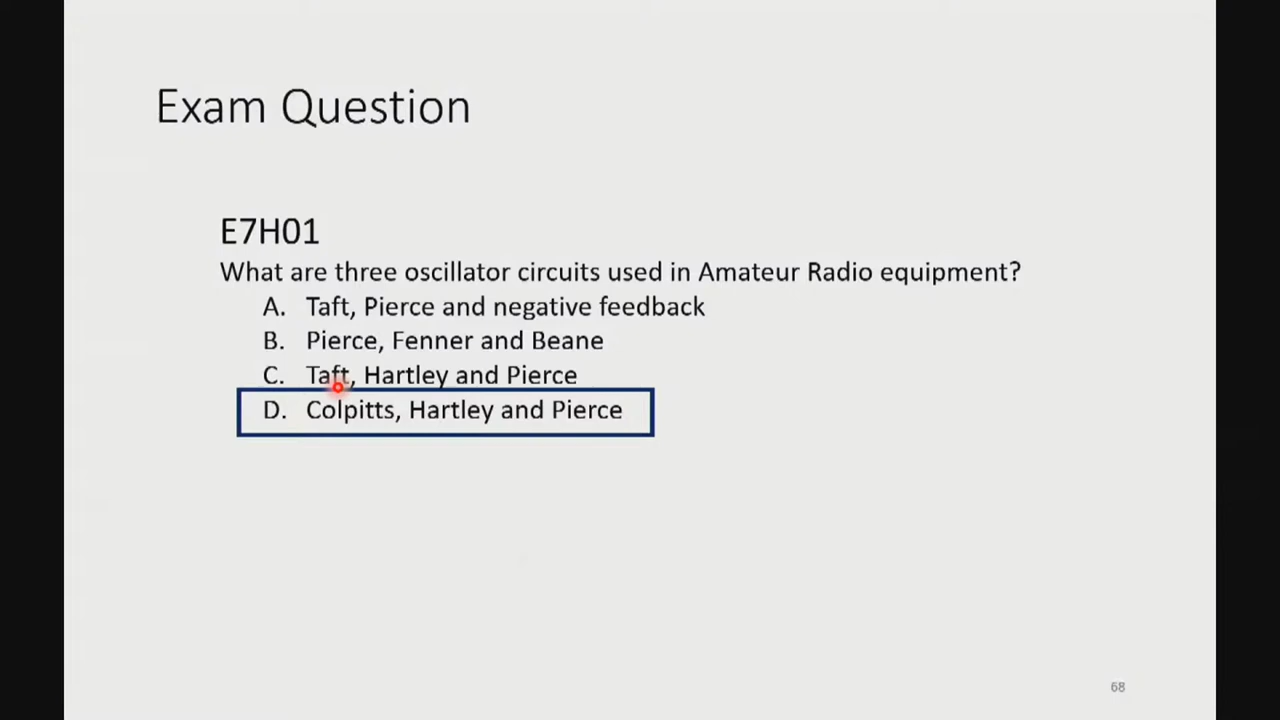 Exam Question
E7H01
What are three oscillator circuits used in Amateur Radio equipment?
A. Taft, Pierce and negative feedback
B. Pierce, Fenner and Beane
C. Taft, Hartley and Pierce
D. Colpitts, Hartley and Pierce
68